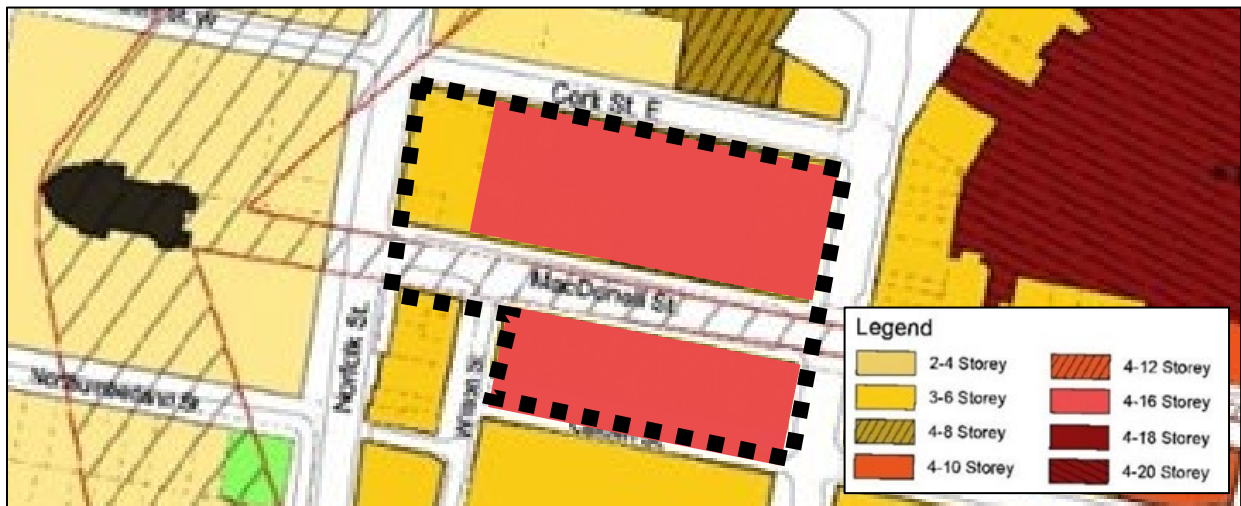 Cork St. E
MacDonell St.
Norfolk St.
Wilson St.
Northumberland St.
Legend
2-4 Storey
3-6 Storey
4-8 Storey
4-10 Storey
4-12 Storey
4-16 Storey
4-18 Storey
4-20 Storey